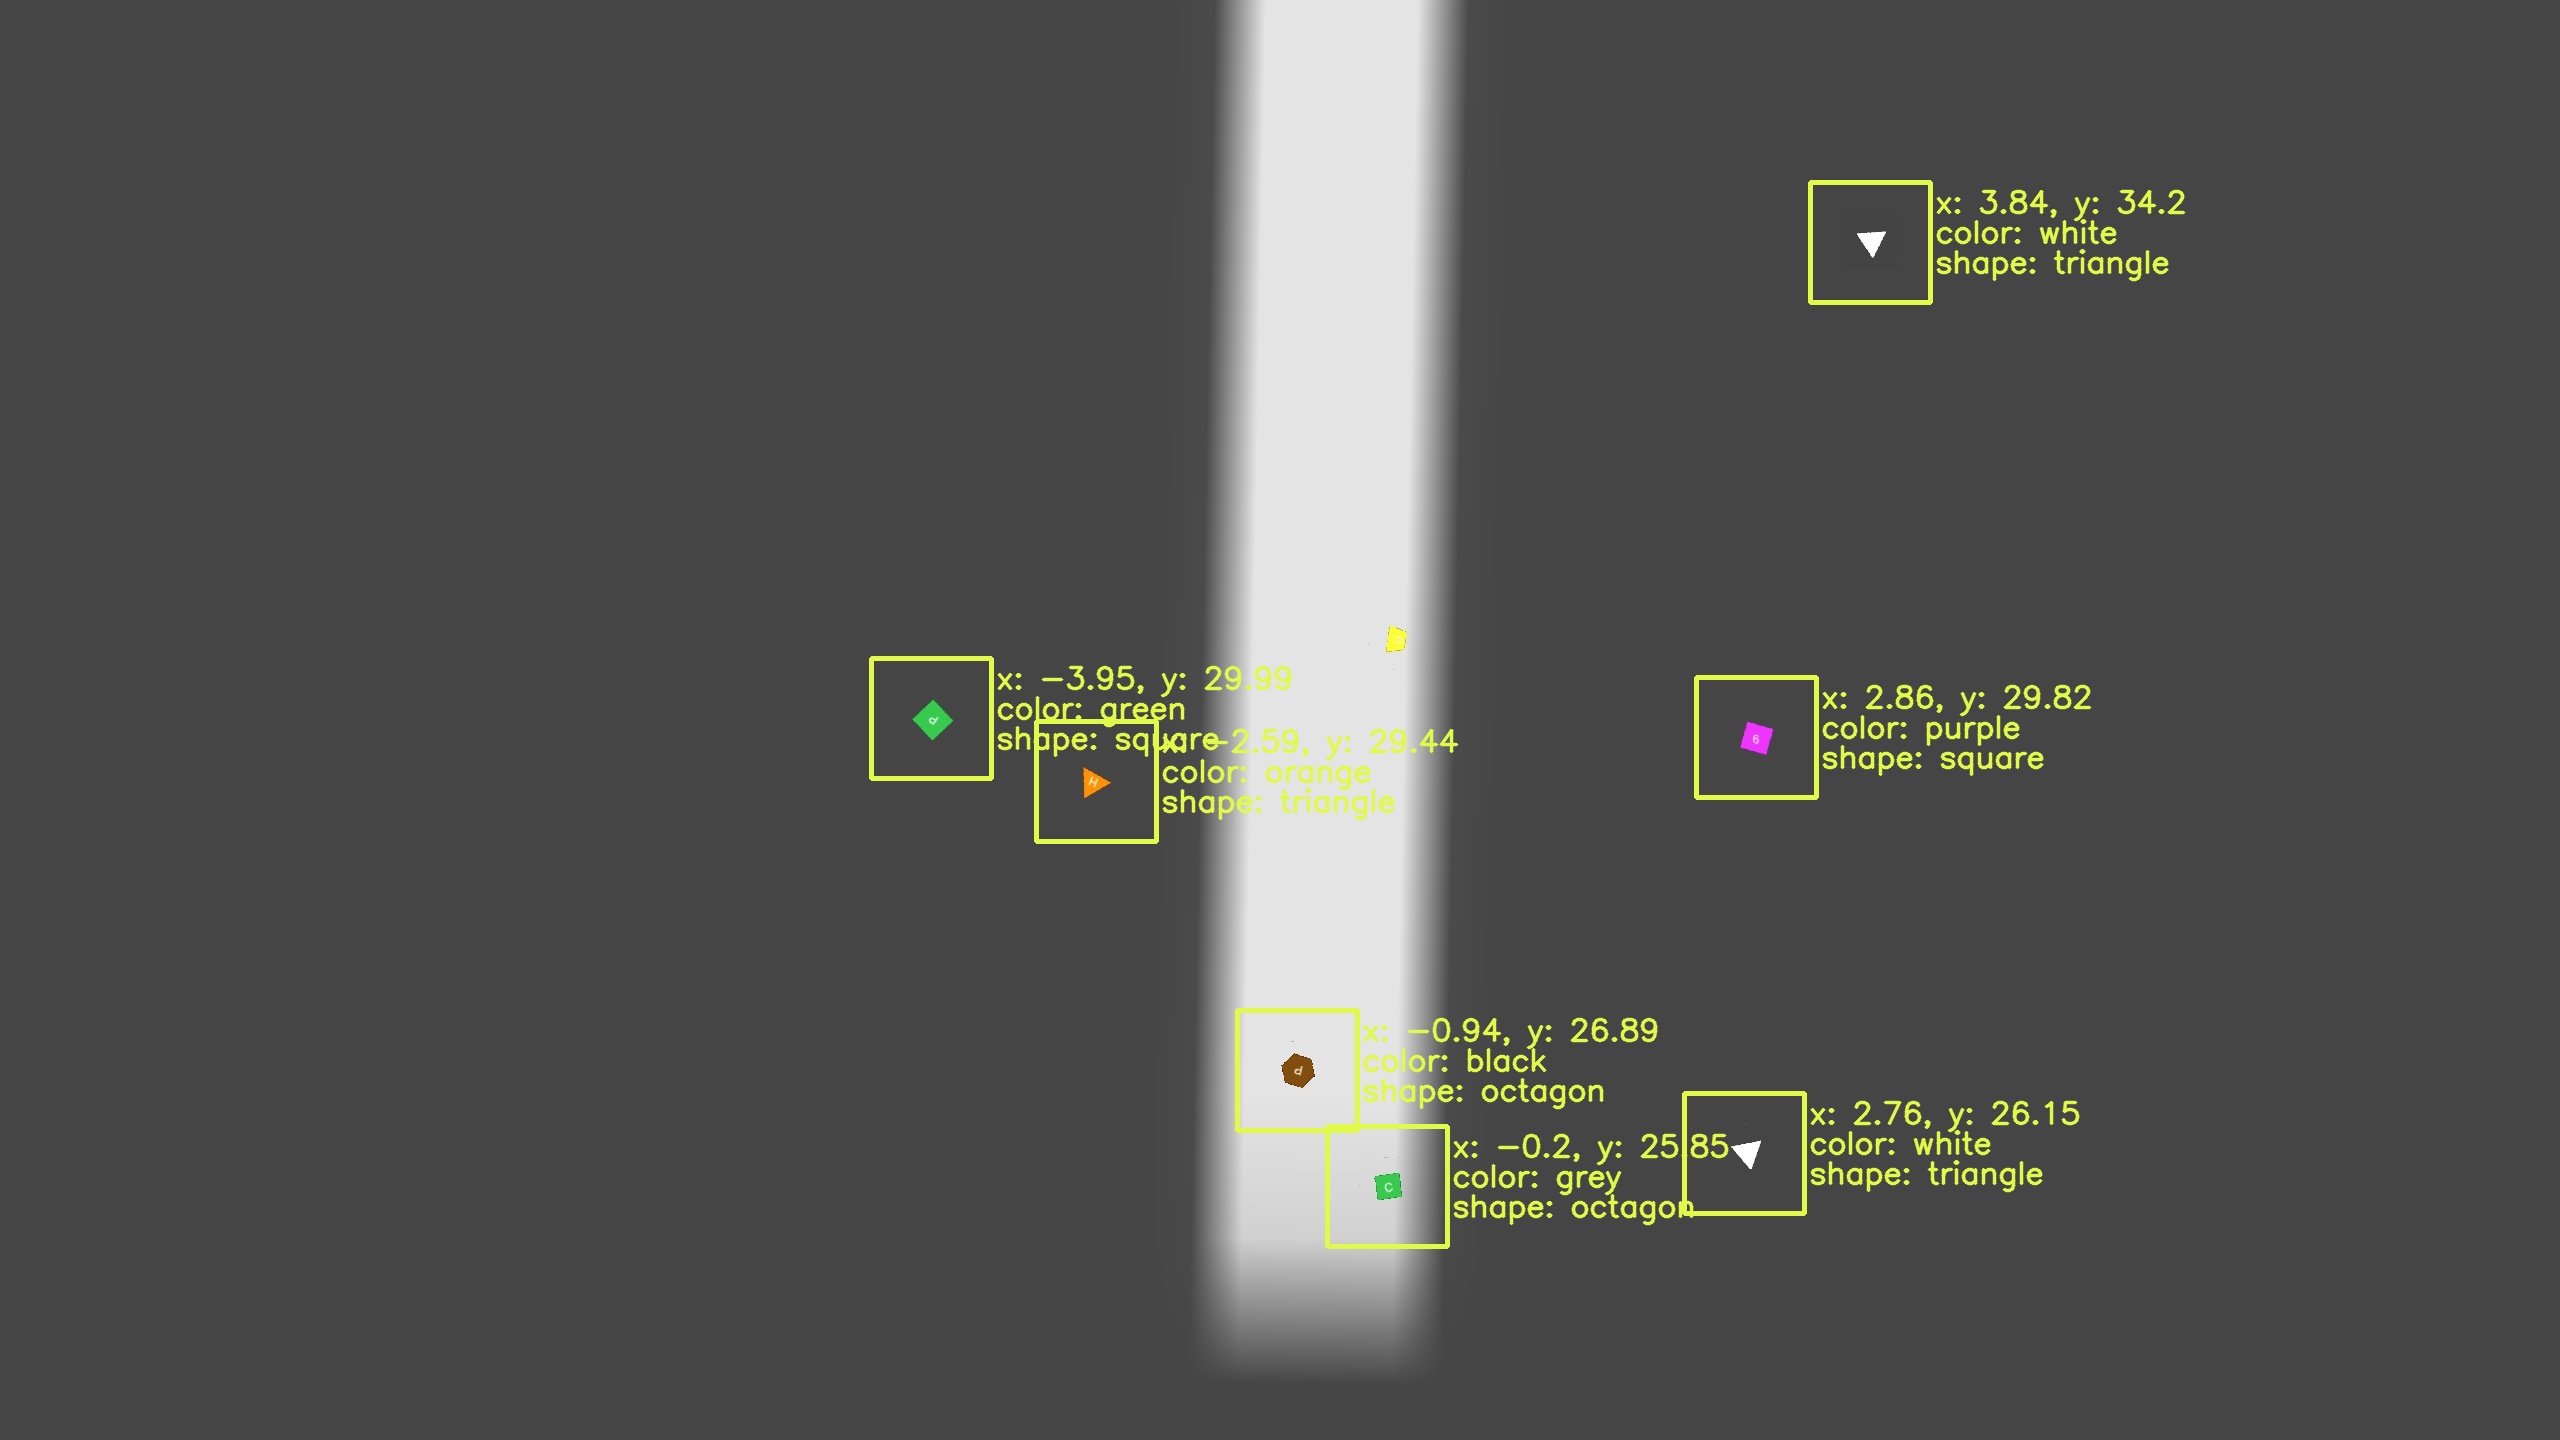 x: 3.84, y: 34.2
color: white
shape: triangle
x: -3.95, y: 29.99
color: green
shape: square
P
x: -2.59, y: 29.44
color: orange
shape: triangle
H
x: 2.86, y: 29.82
color: purple
shape: square
6
x: -0.94, y: 26.89
color: black
shape: octagon
P
x: -0.2, y: 25.85
color: grey
shape: octagon
C
x: 2.76, y: 26.15
color: white
shape: triangle